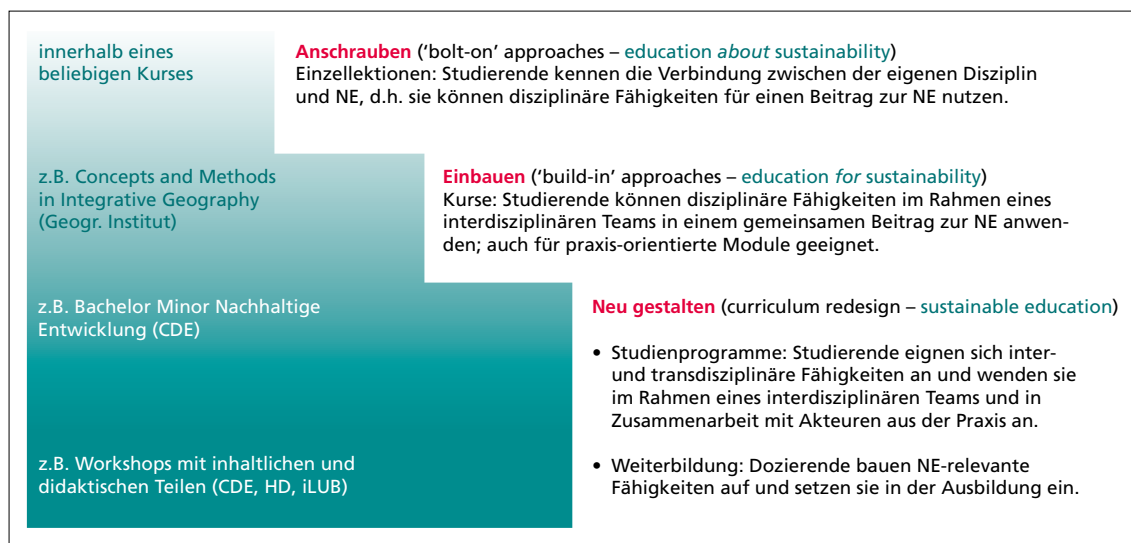 innerhalb eines
beliebigen Kurses
Anschrauben (‘bolt-on’ approaches – education about sustainability)
Einzellektionen: Studierende kennen die Verbindung zwischen der eigenen Disziplin
und NE, d.h. sie können disziplinäre Fähigkeiten für einen Beitrag zur NE nutzen.
z.B. Concepts and Methods
in Integrative Geography
(Geogr. Institut)
Einbauen (‘build-in’ approaches – education for sustainability)
Kurse: Studierende können disziplinäre Fähigkeiten im Rahmen eines
interdisziplinären Teams in einem gemeinsamen Beitrag zur NE anwen-
den; auch für praxis-orientierte Module geeignet.
z.B. Bachelor Minor Nachhaltige
Entwicklung (CDE)
Neu gestalten (curriculum redesign – sustainable education)
• Studienprogramme: Studierende eignen sich inter-
und transdisziplinäre Fähigkeiten an und wenden sie
im Rahmen eines interdisziplinären Teams und in
Zusammenarbeit mit Akteuren aus der Praxis an.
z.B. Workshops mit inhaltlichen und
didaktischen Teilen (CDE, HD, iLUB)
• Weiterbildung: Dozierende bauen NE-relevante
Fähigkeiten auf und setzen sie in der Ausbildung ein.